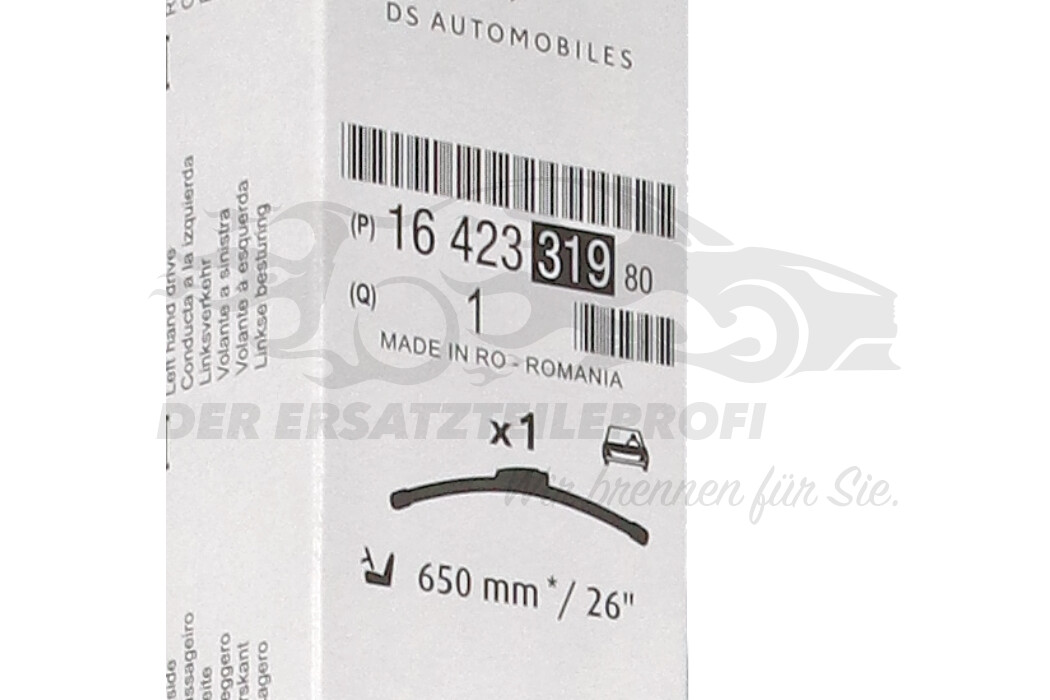 DS AUTOMOBILES
(P) 16 423 319 80
(Q) 1
MADE IN RO - ROMANIA
x1
650 mm */ 26"
Left hand drive
Conducta a la izquierda
Linksverkehr
Volante a sinistra
Volante à esquerda
Linkse besturing
DER ERSATZTEILEPROFI
Wir brennen für Sie.